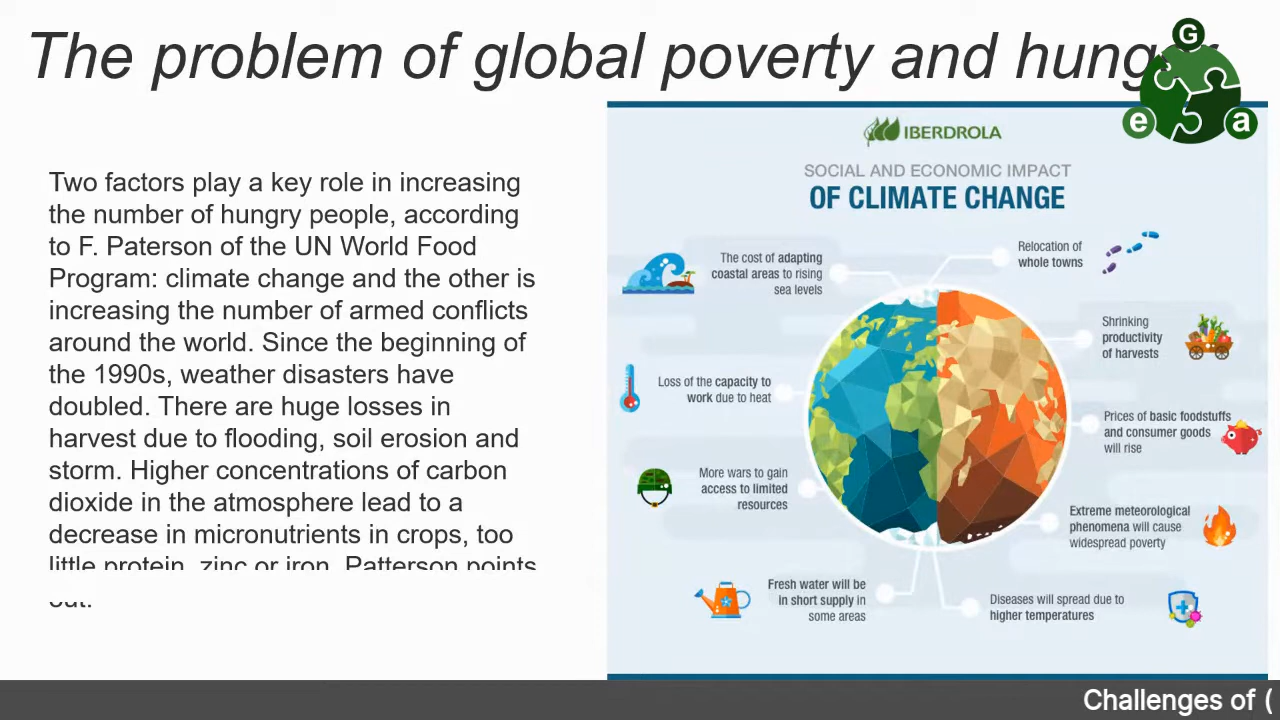 The problem of global poverty and hung
G
e a
Two factors play a key role in increasing
the number of hungry people, according
to F. Paterson of the UN World Food
Program: climate change and the other is
increasing the number of armed conflicts
around the world. Since the beginning of
the 1990s, weather disasters have
doubled. There are huge losses in
harvest due to flooding, soil erosion and
storm. Higher concentrations of carbon
dioxide in the atmosphere lead to a
decrease in micronutrients in crops, too
little protein, zinc or iron, Patterson points
out.
IBERDROLA
SOCIAL AND ECONOMIC IMPACT
OF CLIMATE CHANGE
The cost of adapting
coastal areas to rising
sea levels
Relocation of
whole towns
Shrinking
productivity
of harvests
Loss of the capacity to
work due to heat
Prices of basic foodstuffs
and consumer goods
will rise
More wars to gain
access to limited
resources
Extreme meteorological
phenomena will cause
widespread poverty
Fresh water will be
in short supply in
some areas
Diseases will spread due to
higher temperatures
Challenges of (